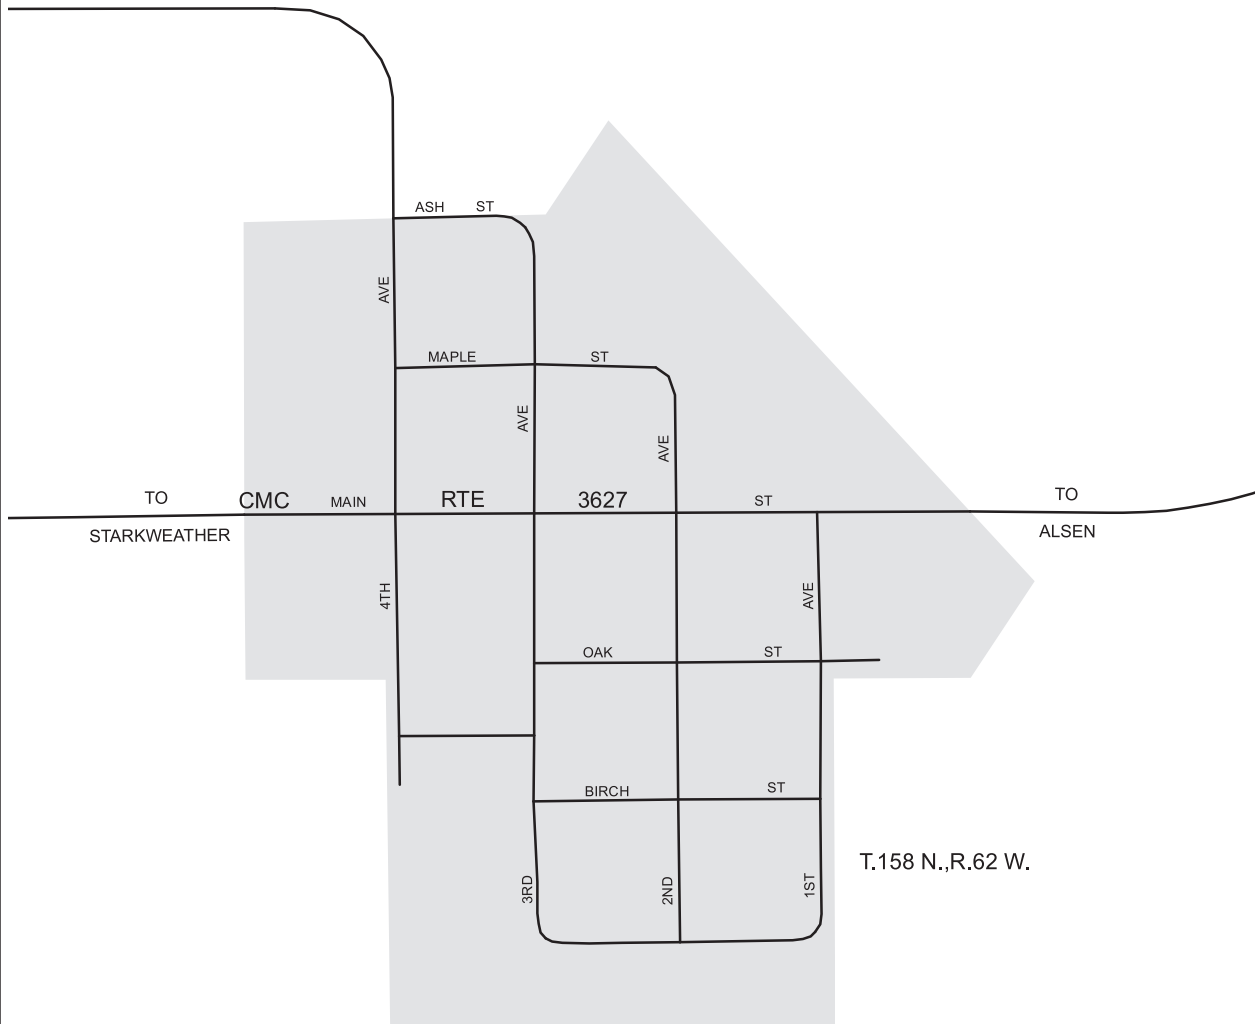 ASH ST
AVE
MAPLE ST
AVE
AVE
TO CMC MAIN RTE 3627 ST TO
STARKWEATHER ALSEN
4TH
AVE
OAK ST
BIRCH ST
T.158 N.,R.62 W.
3RD
2ND
1ST